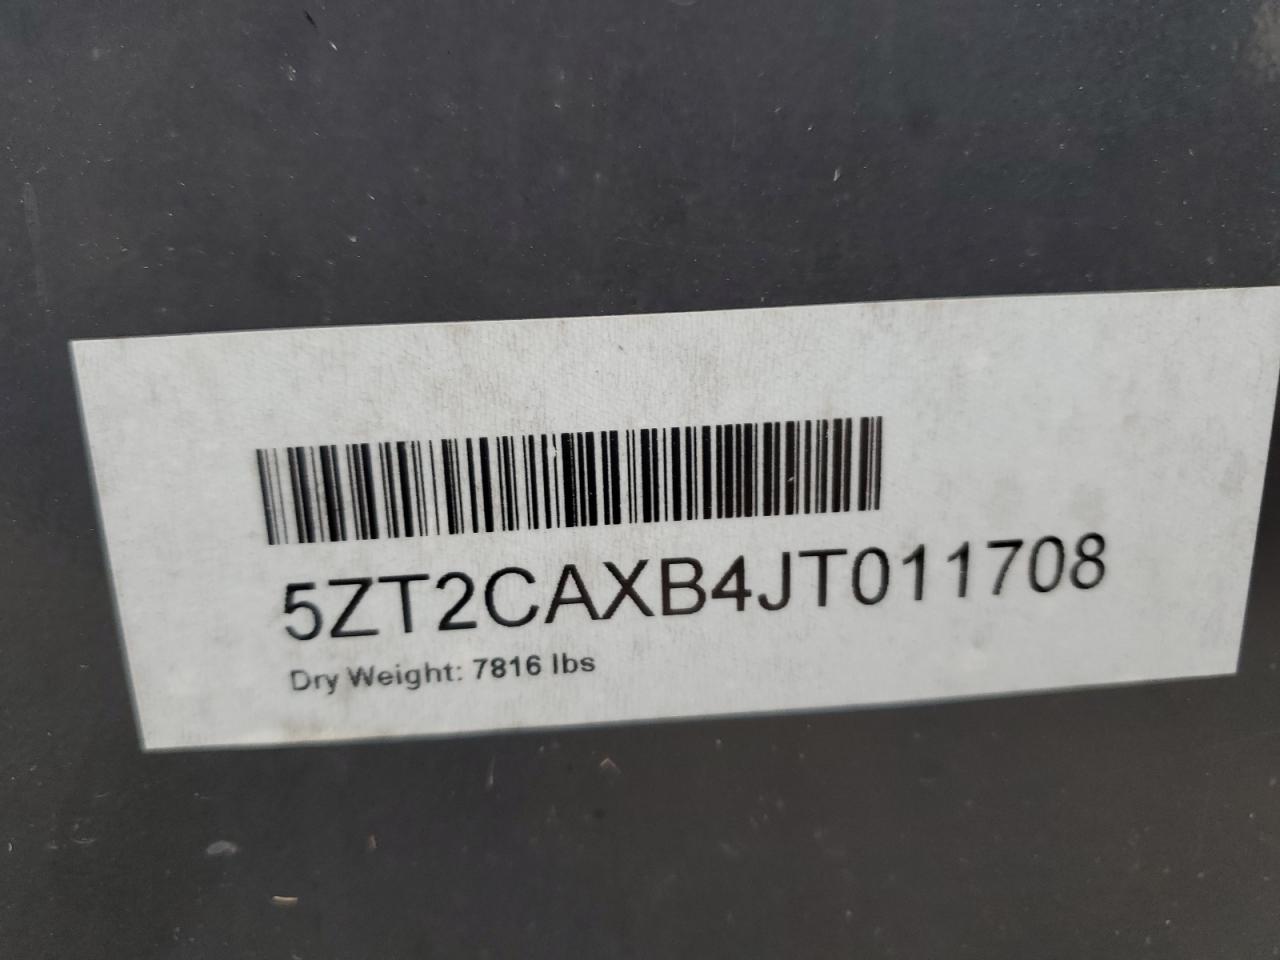 5ZT2CAXB4JT011708
Dry Weight: 7816 lbs